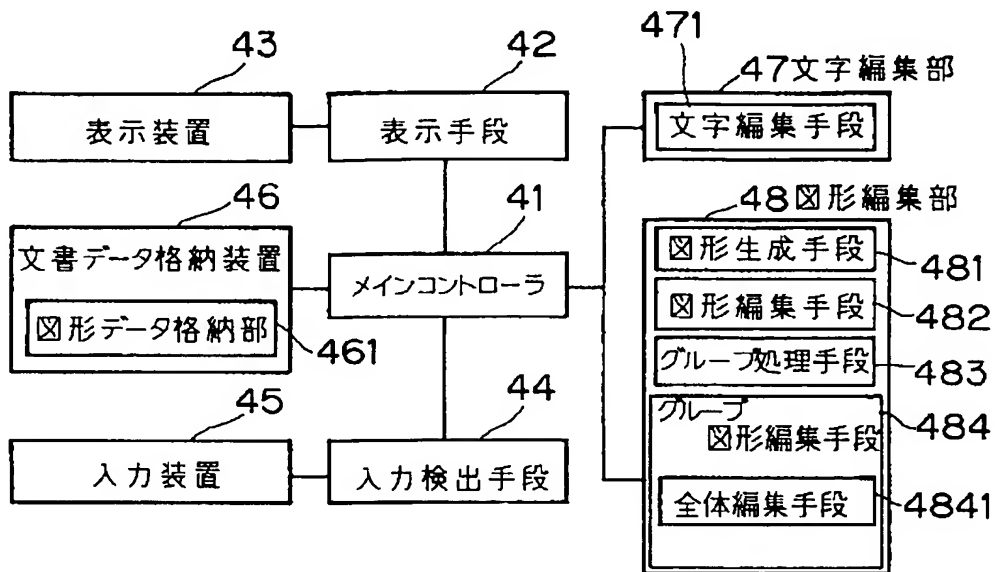 43
表示装置
42
表示手段
471
47文字編集部
文字編集手段
46
文書データ格納装置
図形データ格納部
461
41
メインコントローラ
48図形編集部
図形生成手段
481
図形編集手段
482
グループ処理手段
483
グループ
図形編集手段
484
全体編集手段
4841
45
入力装置
44
入力検出手段